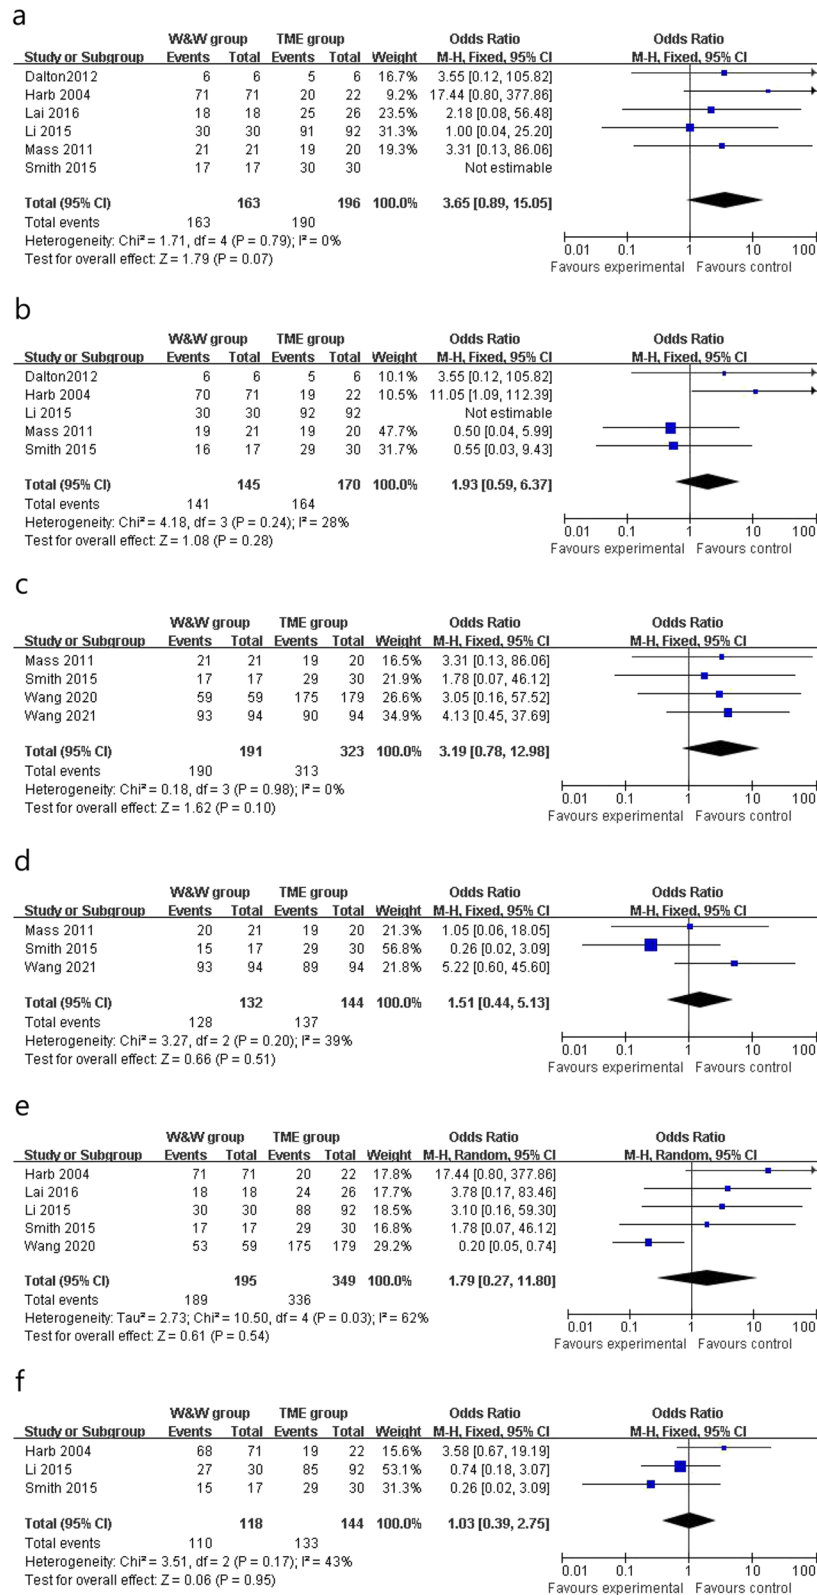 a
W&W group TME group Odds Ratio Odds Ratio
Study or Subgroup Events Total Events Total Weight M-H, Fixed, 95% CI M-H, Fixed, 95% CI
Dalton2012 6 6 5 6 16.7% 3.55 [0.12, 105.82]
Harb 2004 71 71 20 22 9.2% 17.44 [0.80, 377.86]
Lai 2016 18 18 25 26 23.5% 2.18 [0.08, 56.48]
Li 2015 30 30 91 92 31.3% 1.00 [0.04, 25.20]
Mass 2011 21 21 19 20 19.3% 3.31 [0.13, 86.06]
Smith 2015 17 17 30 30 Not estimable
Total (95% CI) 163 196 100.0% 3.65 [0.89, 15.05]
Total events 163 190
Heterogeneity: Chi² = 1.71, df = 4 (P = 0.79); I² = 0%
Test for overall effect: Z = 1.79 (P = 0.07)
0.01 0.1 1 10 100
Favours experimental Favours control
b
W&W group TME group Odds Ratio Odds Ratio
Study or Subgroup Events Total Events Total Weight M-H, Fixed, 95% CI M-H, Fixed, 95% CI
Dalton2012 6 6 5 6 10.1% 3.55 [0.12, 105.82]
Harb 2004 70 71 19 22 10.5% 11.05 [1.09, 112.39]
Li 2015 30 30 92 92 Not estimable
Mass 2011 19 21 19 20 47.7% 0.50 [0.04, 5.99]
Smith 2015 16 17 29 30 31.7% 0.55 [0.03, 9.43]
Total (95% CI) 145 170 100.0% 1.93 [0.59, 6.37]
Total events 141 164
Heterogeneity: Chi² = 4.18, df = 3 (P = 0.24); I² = 28%
Test for overall effect: Z = 1.08 (P = 0.28)
0.01 0.1 1 10 100
Favours experimental Favours control
c
W&W group TME group Odds Ratio Odds Ratio
Study or Subgroup Events Total Events Total Weight M-H, Fixed, 95% CI M-H, Fixed, 95% CI
Mass 2011 21 21 19 20 16.5% 3.31 [0.13, 86.06]
Smith 2015 17 17 29 30 21.9% 1.78 [0.07, 46.12]
Wang 2020 59 59 175 179 26.6% 3.05 [0.16, 57.52]
Wang 2021 93 94 90 94 34.9% 4.13 [0.45, 37.69]
Total (95% CI) 191 323 100.0% 3.19 [0.78, 12.98]
Total events 190 313
Heterogeneity: Chi² = 0.18, df = 3 (P = 0.98); I² = 0%
Test for overall effect: Z = 1.62 (P = 0.10)
0.01 0.1 1 10 100
Favours experimental Favours control
d
W&W group TME group Odds Ratio Odds Ratio
Study or Subgroup Events Total Events Total Weight M-H, Fixed, 95% CI M-H, Fixed, 95% CI
Mass 2011 20 21 19 20 21.3% 1.05 [0.06, 18.05]
Smith 2015 15 17 29 30 56.8% 0.26 [0.02, 3.09]
Wang 2021 93 94 89 94 21.8% 5.22 [0.60, 45.60]
Total (95% CI) 132 144 100.0% 1.51 [0.44, 5.13]
Total events 128 137
Heterogeneity: Chi² = 3.27, df = 2 (P = 0.20); I² = 39%
Test for overall effect: Z = 0.66 (P = 0.51)
0.01 0.1 1 10 100
Favours experimental Favours control
e
W&W group TME group Odds Ratio Odds Ratio
Study or Subgroup Events Total Events Total Weight M-H, Random, 95% CI M-H, Random, 95% CI
Harb 2004 71 71 20 22 17.8% 17.44 [0.80, 377.86]
Lai 2016 18 18 24 26 17.7% 3.78 [0.17, 83.46]
Li 2015 30 30 88 92 18.5% 3.10 [0.16, 59.30]
Smith 2015 17 17 29 30 16.8% 1.78 [0.07, 46.12]
Wang 2020 53 59 175 179 29.2% 0.20 [0.05, 0.74]
Total (95% CI) 195 349 100.0% 1.79 [0.27, 11.80]
Total events 189 336
Heterogeneity: Tau² = 2.73; Chi² = 10.50, df = 4 (P = 0.03); I² = 62%
Test for overall effect: Z = 0.61 (P = 0.54)
0.01 0.1 1 10 100
Favours experimental Favours control
f
W&W group TME group Odds Ratio Odds Ratio
Study or Subgroup Events Total Events Total Weight M-H, Fixed, 95% CI M-H, Fixed, 95% CI
Harb 2004 68 71 19 22 15.6% 3.58 [0.67, 19.19]
Li 2015 27 30 85 92 53.1% 0.74 [0.18, 3.07]
Smith 2015 15 17 29 30 31.3% 0.26 [0.02, 3.09]
Total (95% CI) 118 144 100.0% 1.03 [0.39, 2.75]
Total events 110 133
Heterogeneity: Chi² = 3.51, df = 2 (P = 0.17); I² = 43%
Test for overall effect: Z = 0.06 (P = 0.95)
0.01 0.1 1 10 100
Favours experimental Favours control